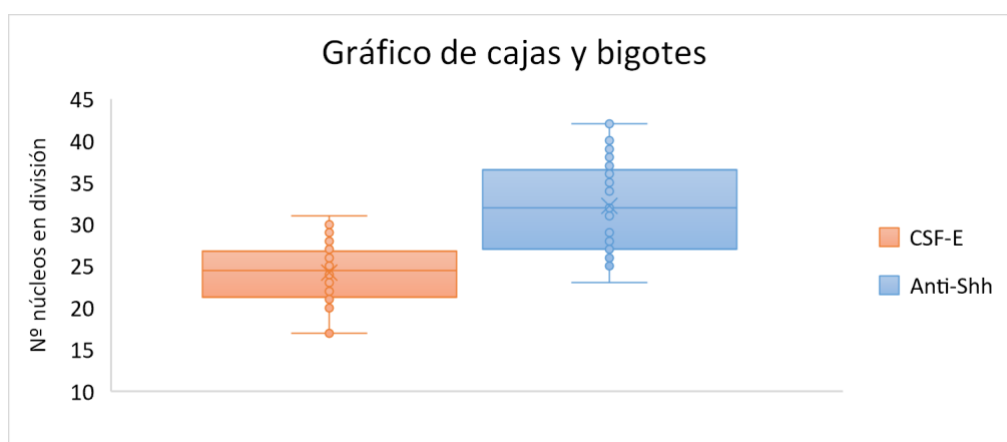 Gráfico de cajas y bigotes
Nº núcleos en división
45
40
35
30
25
20
15
10
CSF-E
Anti-Shh